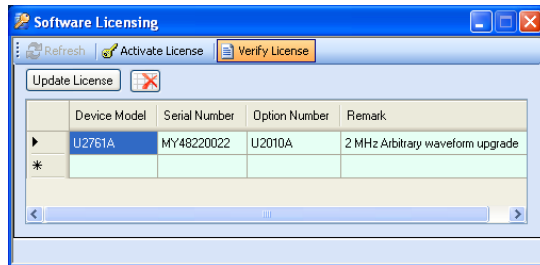 Software Licensing
Refresh Activate License Verify License
Update License
Device Model Serial Number Option Number Remark
U2761A MY48220022 U2010A 2 MHz Arbitrary waveform upgrade